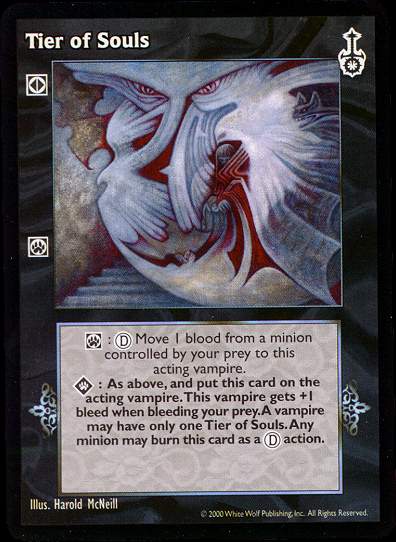 Tier of Souls
: D Move 1 blood from a minion
controlled by your prey to this
acting vampire.
: As above, and put this card on the
acting vampire. This vampire gets +1
bleed when bleeding your prey. A vampire
may have only one Tier of Souls. Any
minion may burn this card as a D action.
Illus. Harold McNeill
© 2000 White Wolf Publishing, Inc. All Rights Reserved.